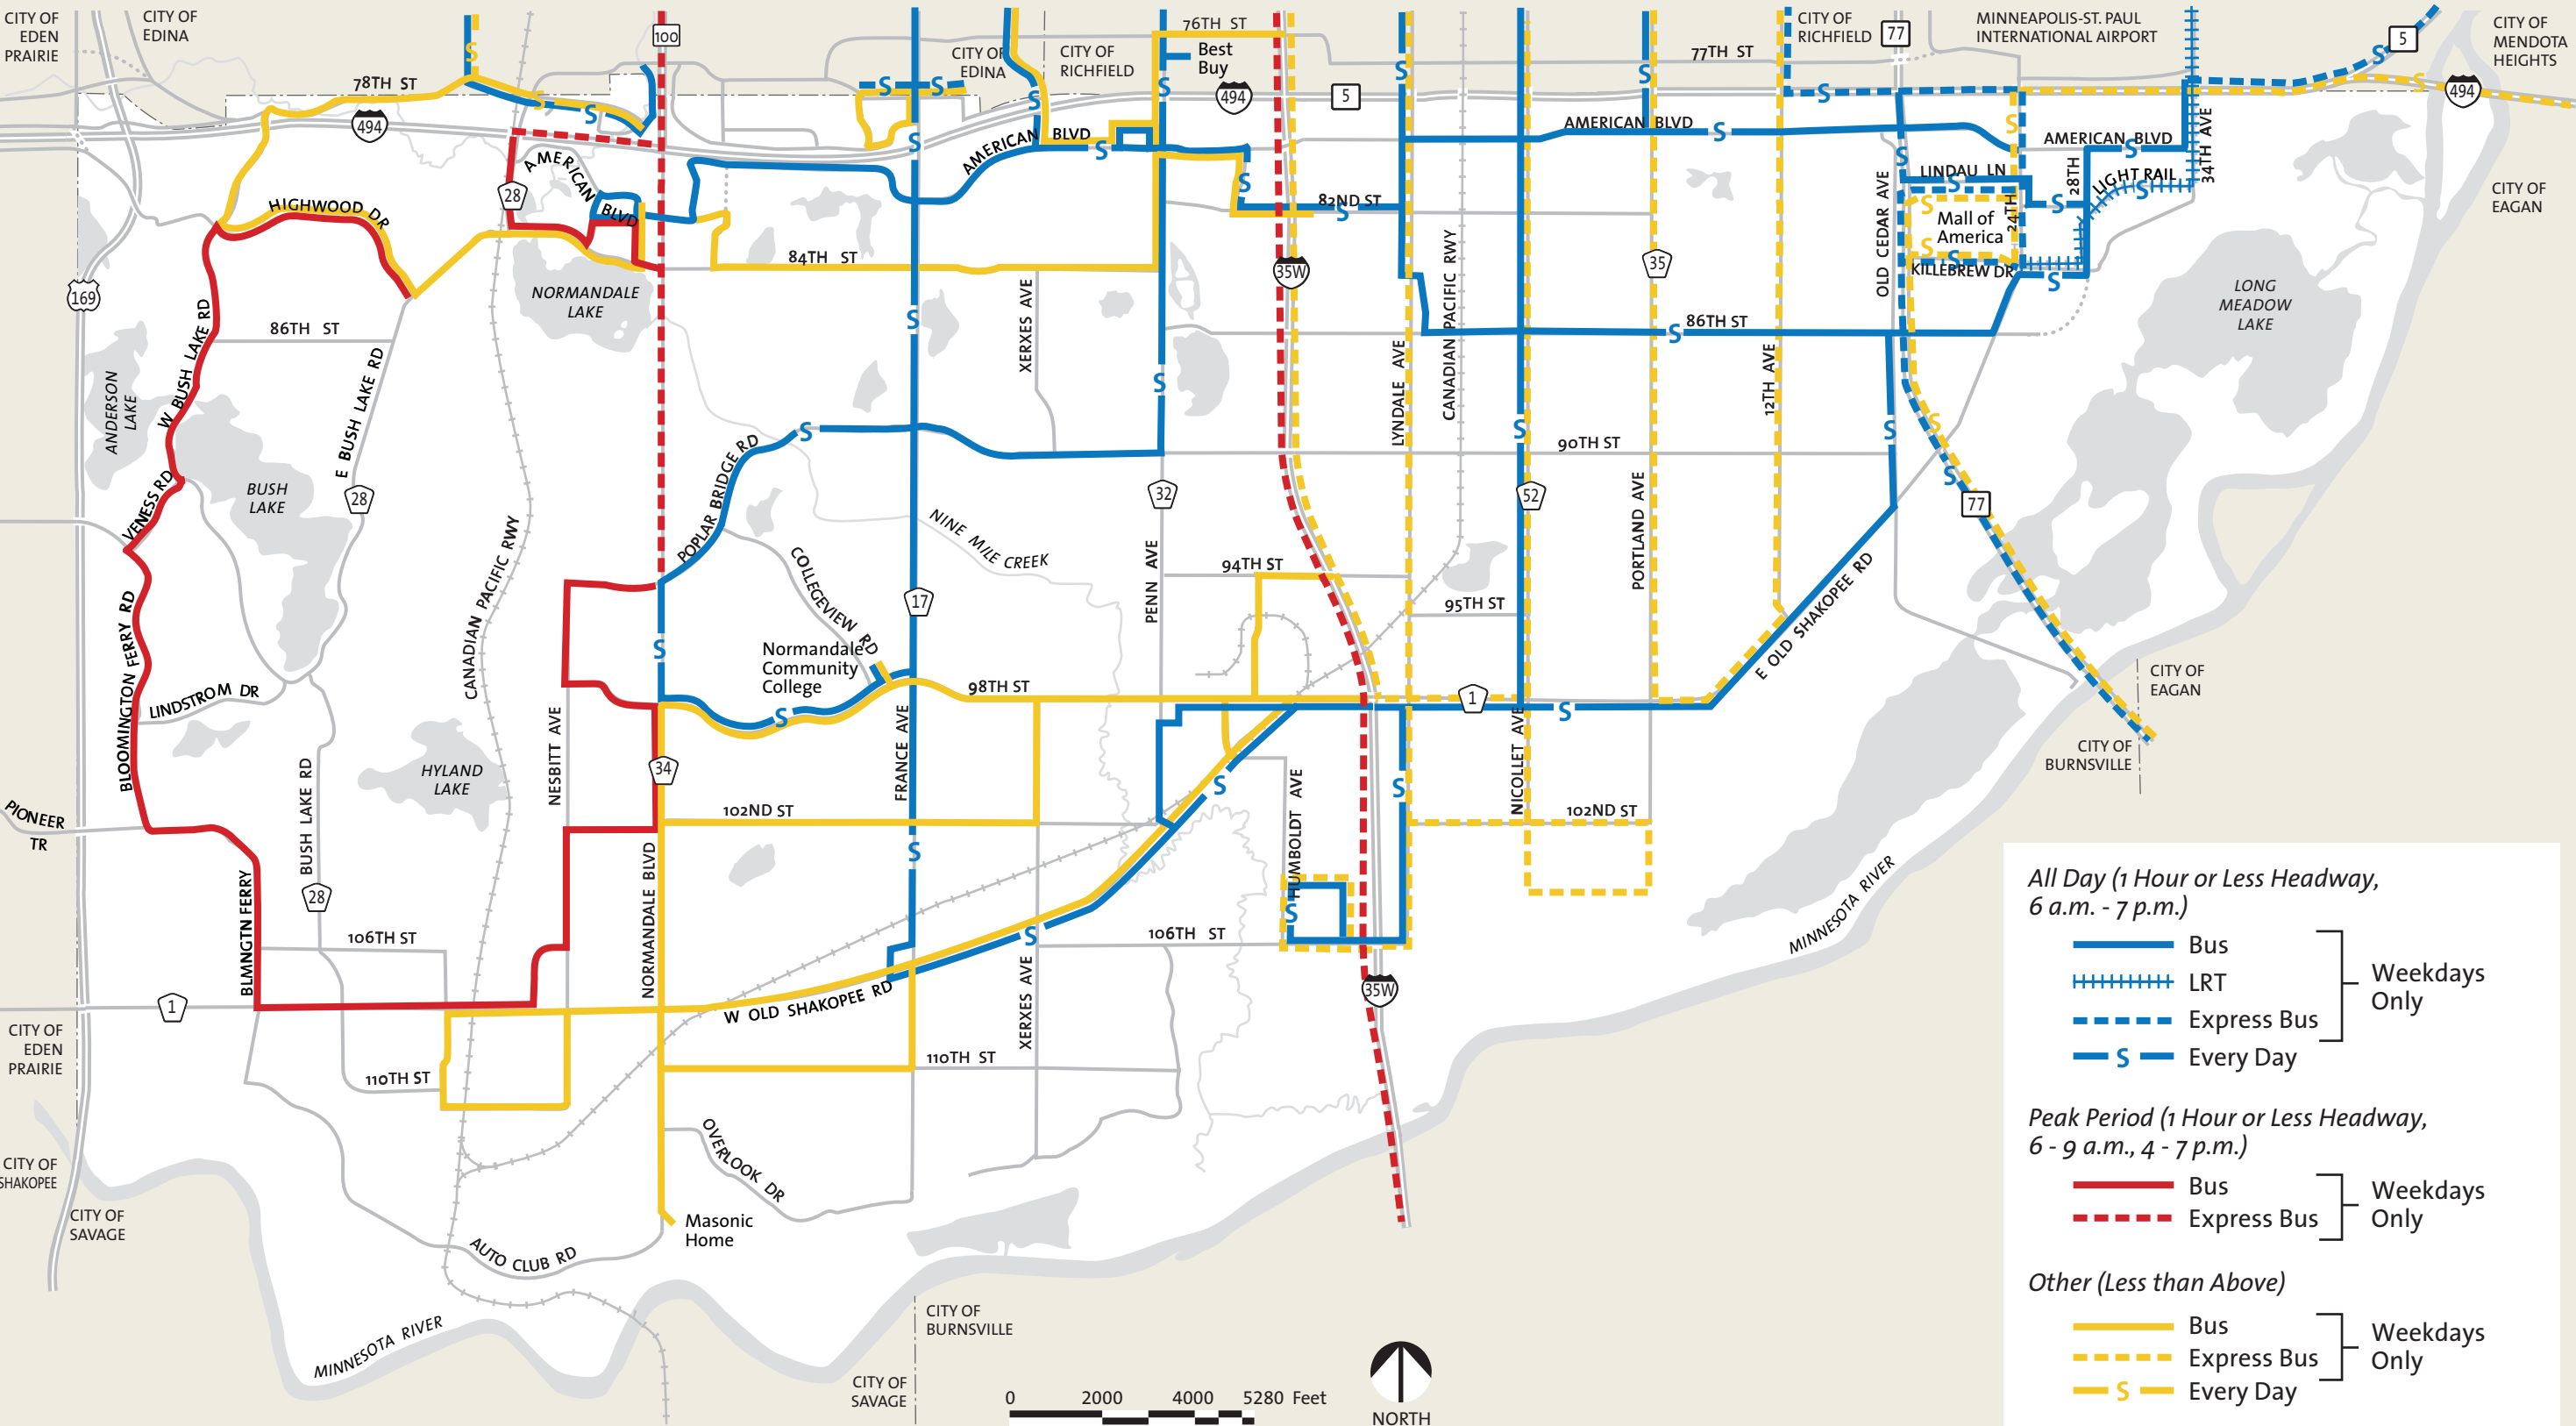 CITY OF
EDEN
PRAIRIE
CITY OF
EDINA
S
100
CITY OF
EDINA
CITY OF
RICHFIELD
76TH ST
Best
Buy
77TH ST
CITY OF
RICHFIELD
77
MINNEAPOLIS-ST. PAUL
INTERNATIONAL AIRPORT
5
CITY OF
MENDOTA
HEIGHTS
78TH ST
S
S
S
S
S
S
S
S
S
S
S
494
494
5
494
AMERICAN BLVD
S
S
AMERICAN BLVD
S
S
AMERICAN BLVD
S
34TH AVE
AMERICAN
BLVD
28
HIGHWOOD DR
S
82ND ST
S
S
LINDAU LN
S
S
28TH
LIGHT RAIL
S
S
24TH
Mall of
America
S
S
KILLEBREW DR
S
CITY OF
EAGAN
OLD CEDAR AVE
169
NORMANDALE
LAKE
84TH ST
35W
35
S
86TH ST
W BUSH LAKE RD
E BUSH LAKE RD
XERXES AVE
S
CANADIAN PACIFIC RWY
LYNDALE AVE
S
86TH ST
12TH AVE
LONG
MEADOW
LAKE
ANDERSON
LAKE
S
S
90TH ST
S
S
S
VENESS RD
BUSH
LAKE
28
POPLAR BRIDGE RD
32
52
PORTLAND AVE
77
NINE MILE CREEK
CANADIAN PACIFIC RWY
COLLEGEVIEW RD
17
PENN AVE
94TH ST
95TH ST
E OLD SHAKOPEE RD
BLOOMINGTON FERRY RD
S
Normandale
Community
College
LINDSTROM DR
98TH ST
1
S
S
CITY OF
EAGAN
NESBITT AVE
34
FRANCE AVE
NICOLLET AVE
CITY OF
BURNSVILLE
HYLAND
LAKE
BUSH LAKE RD
S
S
HUMBOLDT AVE
PIONEER
TR
102ND ST
102ND ST
S
28
BLMNGTN FERRY
NORMANDALE BLVD
S
S
106TH ST
106TH ST
MINNESOTA RIVER
1
W OLD SHAKOPEE RD
XERXES AVE
35W
CITY OF
EDEN
PRAIRIE
110TH ST
110TH ST
OVERLOOK DR
CITY OF
SHAKOPEE
CITY OF
SAVAGE
Masonic
Home
AUTO CLUB RD
MINNESOTA RIVER
CITY OF
BURNSVILLE
CITY OF
SAVAGE
0 2000 4000 5280 Feet
NORTH
All Day (1 Hour or Less Headway,
6 a.m. - 7 p.m.)
Bus
LRT
Express Bus
Weekdays
Only
S Every Day
Peak Period (1 Hour or Less Headway,
6 - 9 a.m., 4 - 7 p.m.)
Bus
Express Bus
Weekdays
Only
Other (Less than Above)
Bus
Express Bus
Weekdays
Only
S Every Day